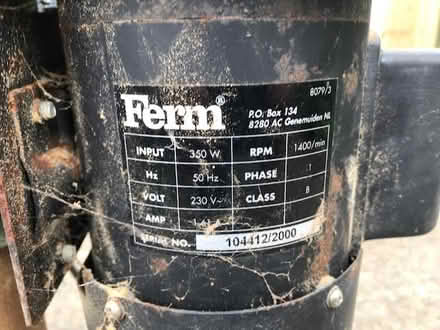 8079/3
Ferm®
P.O. Box 134
8280 AC Genemuiden NL
INPUT 350 W RPM 1400/min
Hz 50 Hz PHASE 1
VOLT 230 V~ CLASS B
AMP
SERIAL NO. 104412/2000